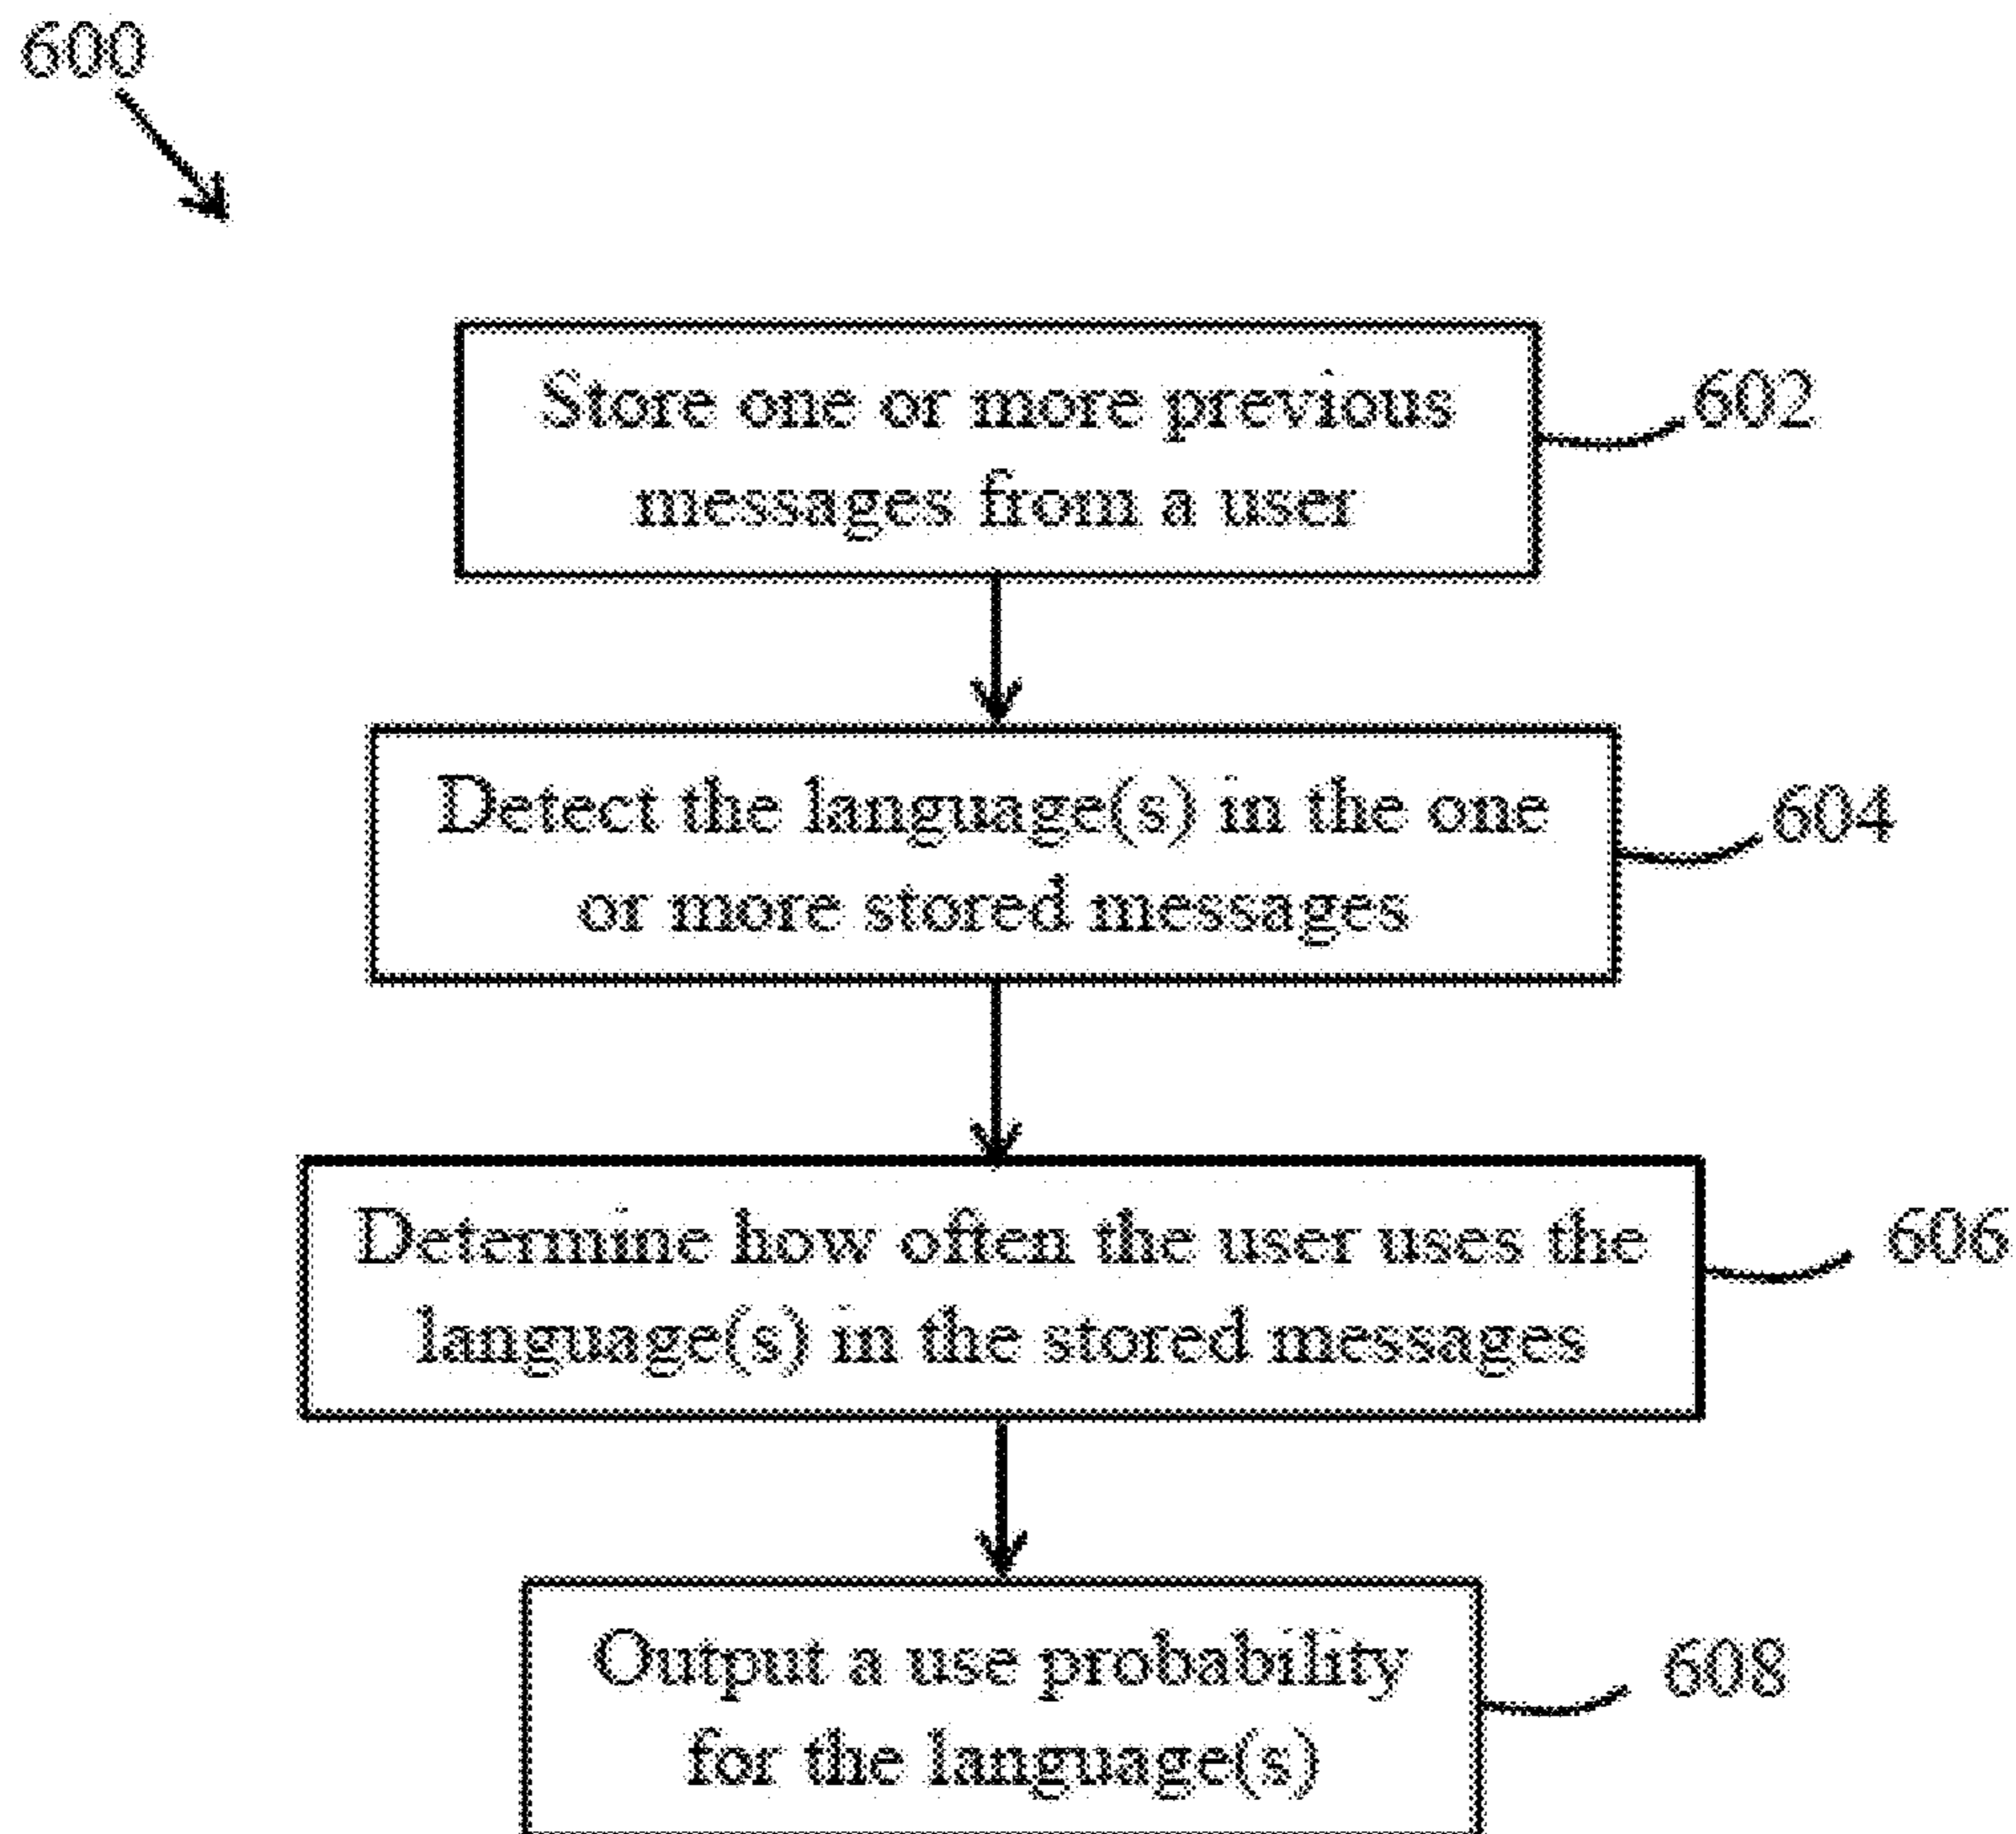 600
Store one or more previous
messages from a user
602
Detect the language(s) in the one
or more stored messages
604
Determine how often the user uses the
language(s) in the stored messages
606
Output a use probability
for the language(s)
608